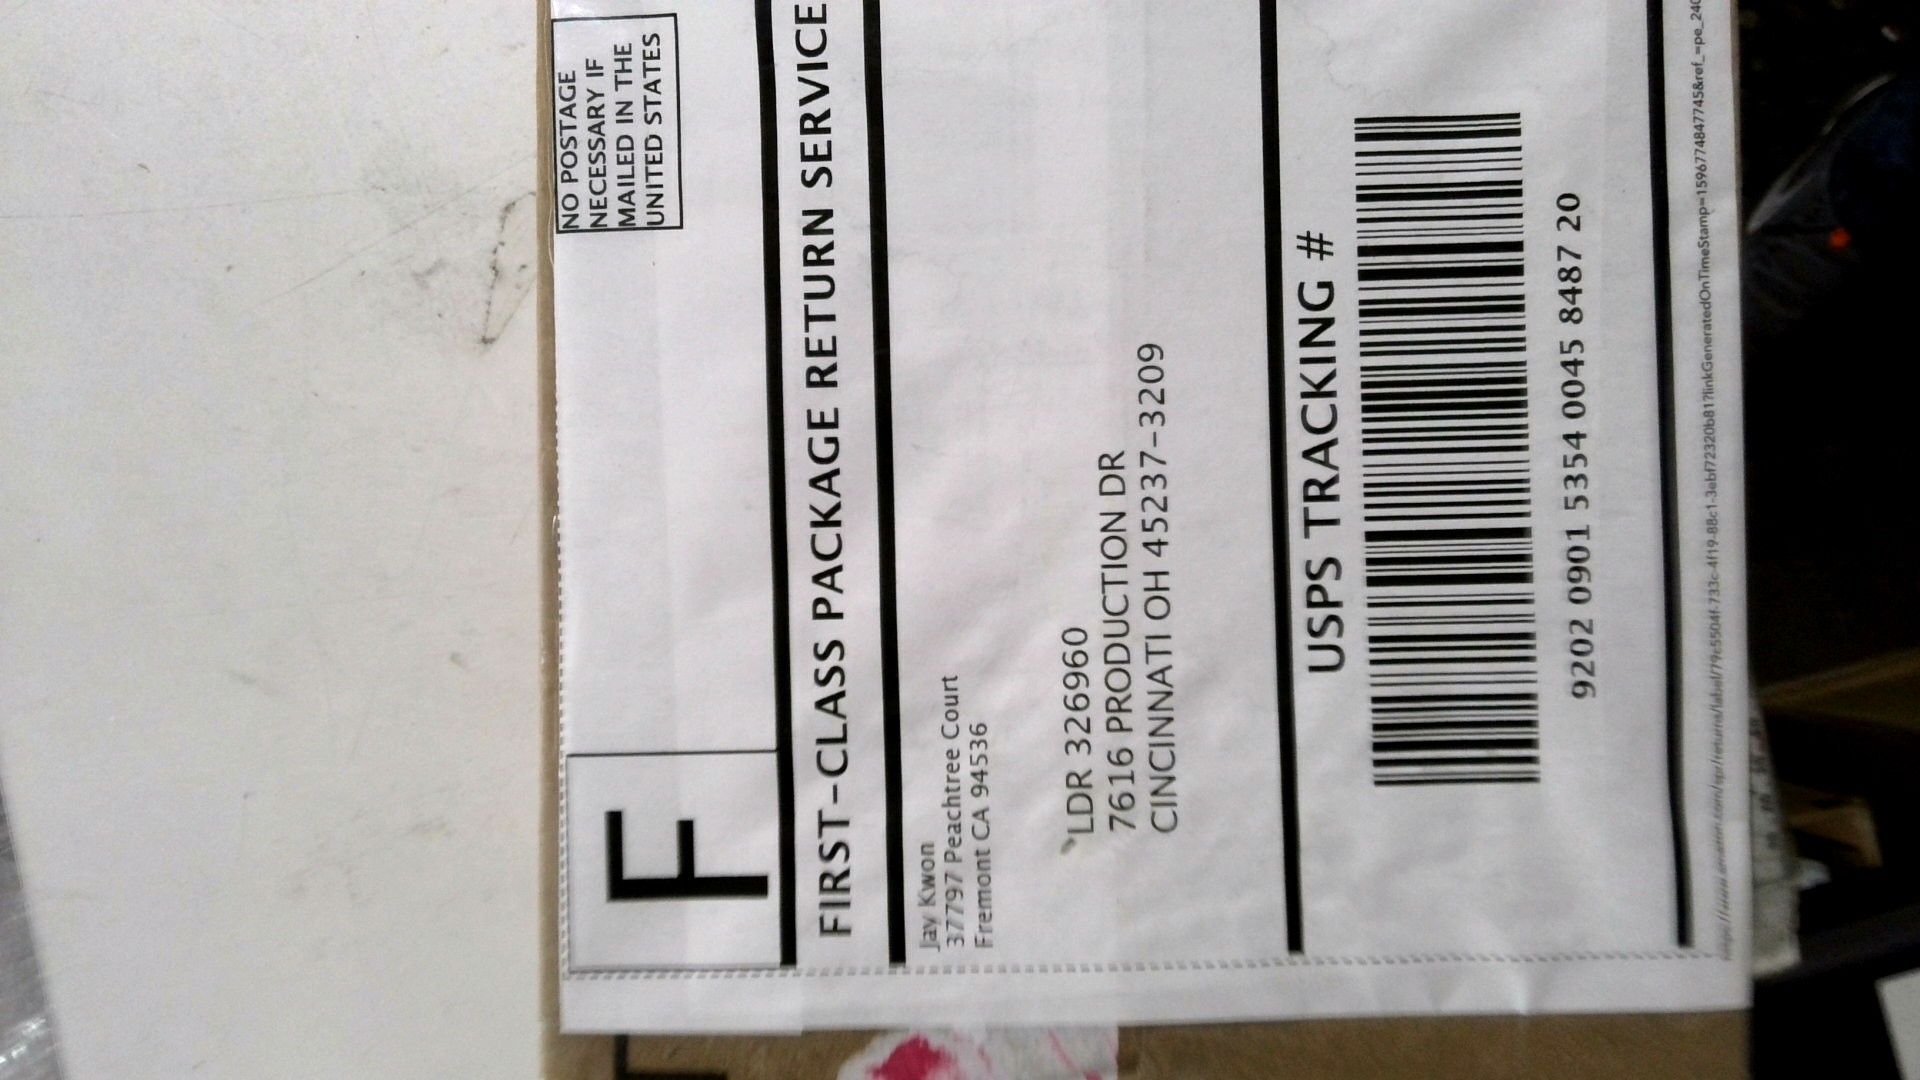 F
NO POSTAGE
NECESSARY IF
MAILED IN THE
UNITED STATES
FIRST-CLASS PACKAGE RETURN SERVICE
Jay Kwon
37797 Peachtree Court
Fremont CA 94536
LDR 326960
7616 PRODUCTION DR
CINCINNATI OH 45237-3209
USPS TRACKING #
9202 0901 5354 0045 8487 20